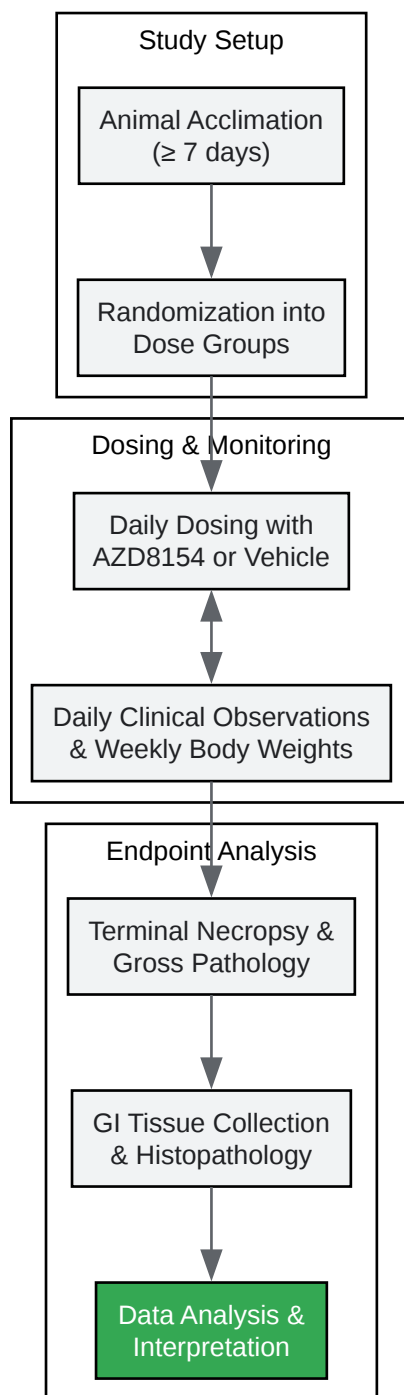 Study Setup
Animal Acclimation
(≥ 7 days)
Randomization into
Dose Groups
Dosing & Monitoring
Daily Dosing with
AZD8154 or Vehicle
Daily Clinical Observations
& Weekly Body Weights
Endpoint Analysis
Terminal Necropsy &
Gross Pathology
GI Tissue Collection
& Histopathology
Data Analysis &
Interpretation